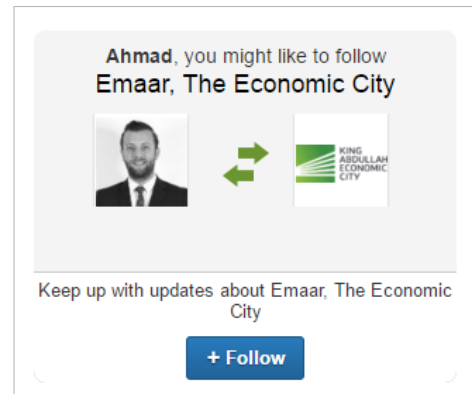 Ahmad, you might like to follow
Emaar, The Economic City
KING
ABDULLAH
ECONOMIC
CITY
Keep up with updates about Emaar, The Economic
City
+ Follow